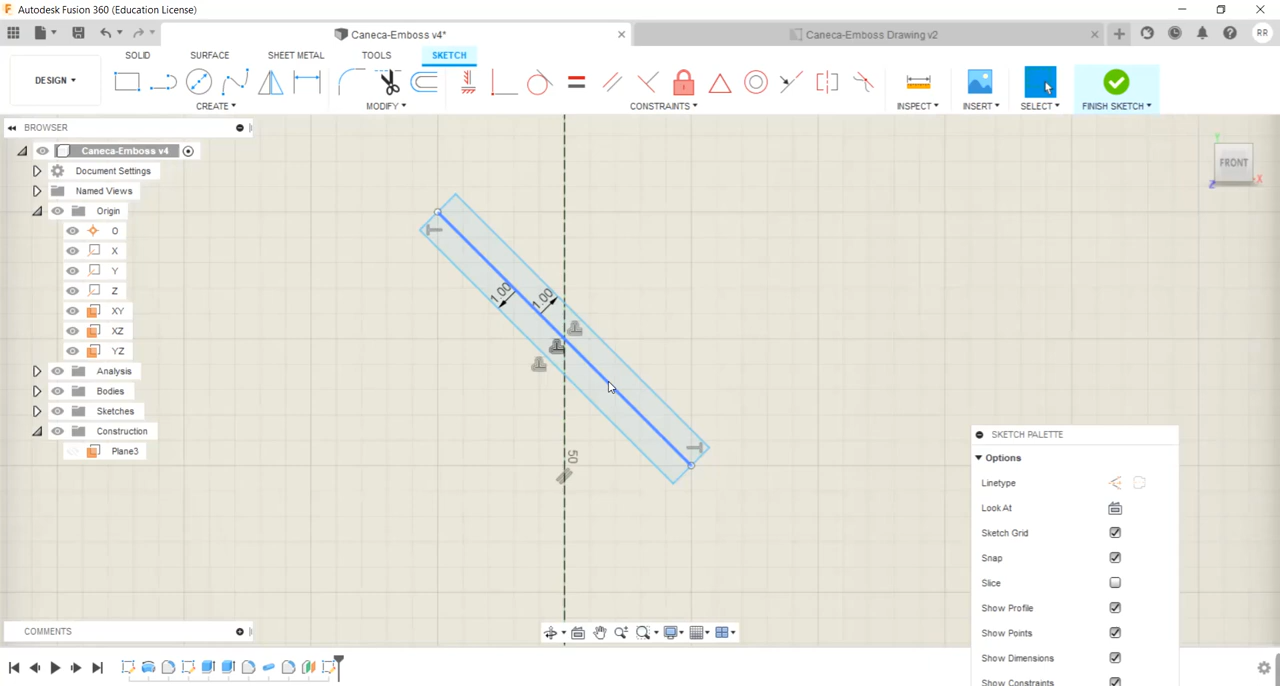 Autodesk Fusion 360 (Education License)
Caneca-Emboss v4*
Caneca-Emboss Drawing v2
RR
SOLID SURFACE SHEET METAL TOOLS SKETCH
DESIGN
CREATE MODIFY CONSTRAINTS INSPECT INSERT SELECT FINISH SKETCH
BROWSER
Caneca-Emboss v4
Document Settings
Named Views
Origin
O
X
Y
Z
XY
XZ
YZ
Analysis
Bodies
Sketches
Construction
Plane3
Y
FRONT
Z X
1.00 1.00
50
SKETCH PALETTE
Options
Linetype
Look At
Sketch Grid
Snap
Slice
Show Profile
Show Points
Show Dimensions
Show Constraints
COMMENTS